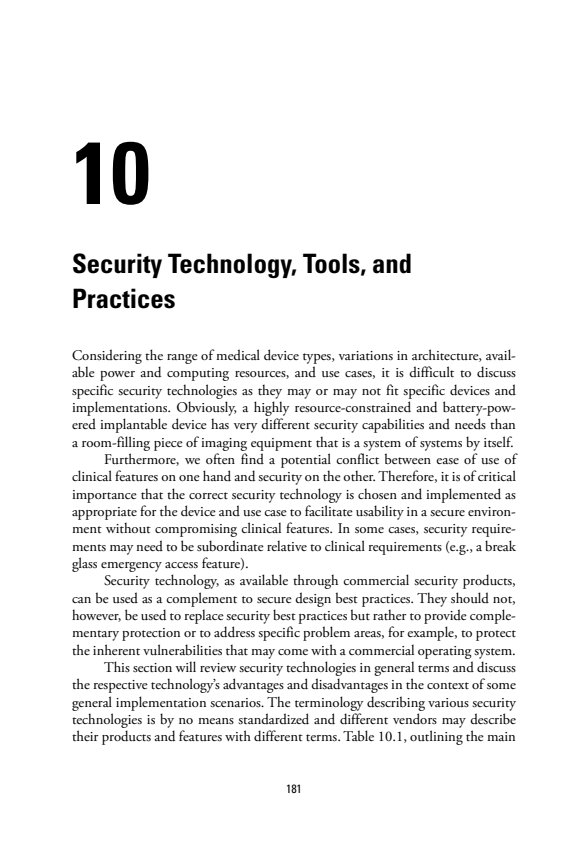 10
Security Technology, Tools, and
Practices
Considering the range of medical device types, variations in architecture, avail-
able power and computing resources, and use cases, it is difficult to discuss
specific security technologies as they may or may not fit specific devices and
implementations. Obviously, a highly resource-constrained and battery-pow-
ered implantable device has very different security capabilities and needs than
a room-filling piece of imaging equipment that is a system of systems by itself.
Furthermore, we often find a potential conflict between ease of use of
clinical features on one hand and security on the other. Therefore, it is of critical
importance that the correct security technology is chosen and implemented as
appropriate for the device and use case to facilitate usability in a secure environ-
ment without compromising clinical features. In some cases, security require-
ments may need to be subordinate relative to clinical requirements (e.g., a break
glass emergency access feature).
Security technology, as available through commercial security products,
can be used as a complement to secure design best practices. They should not,
however, be used to replace security best practices but rather to provide comple-
mentary protection or to address specific problem areas, for example, to protect
the inherent vulnerabilities that may come with a commercial operating system.
This section will review security technologies in general terms and discuss
the respective technology's advantages and disadvantages in the context of some
general implementation scenarios. The terminology describing various security
technologies is by no means standardized and different vendors may describe
their products and features with different terms. Table 10.1, outlining the main
181